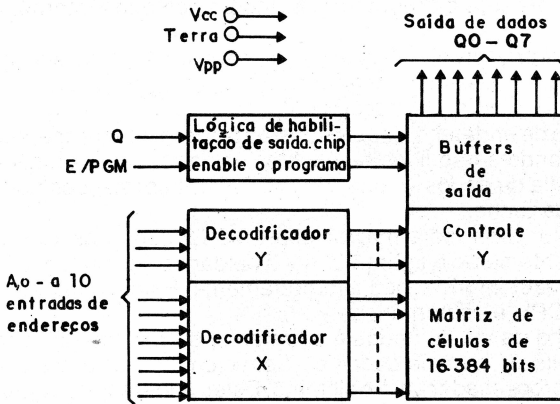 Vcc
Terra
Vpp
Saída de dados
Q0 - Q7
Q
E/PGM
Lógica de habili-
tação de saída.chip
enable o programa
Búffers
de
saída
A,o - a 10
entradas de
endereços
Decodificador
Y
Controle
Y
Decodificador
X
Matriz de
células de
16.384 bits